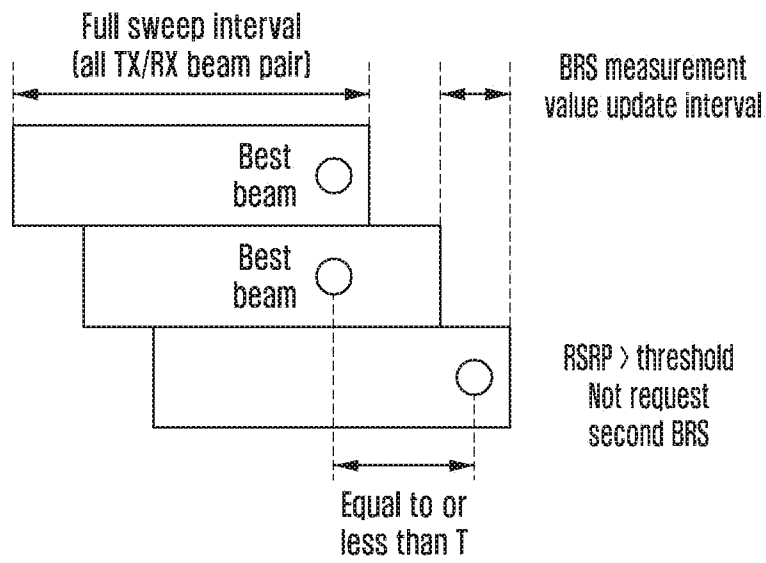 Full sweep interval
(all TX/RX beam pair)
BRS measurement
value update interval
Best
beam
Best
beam
RSRP > threshold
Not request
second BRS
Equal to or
less than T